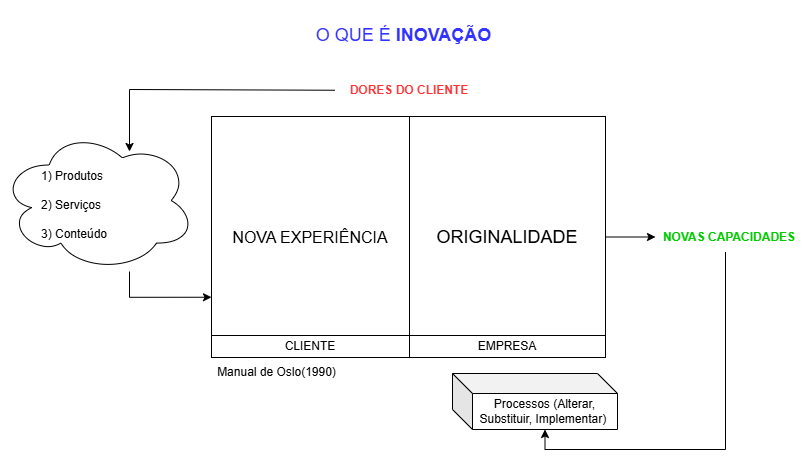 O QUE É INOVAÇÃO
DORES DO CLIENTE
1) Produtos
2) Serviços
3) Conteúdo
NOVA EXPERIÊNCIA
ORIGINALIDADE
NOVAS CAPACIDADES
CLIENTE
EMPRESA
Manual de Oslo(1990)
Processos (Alterar,
Substituir, Implementar)